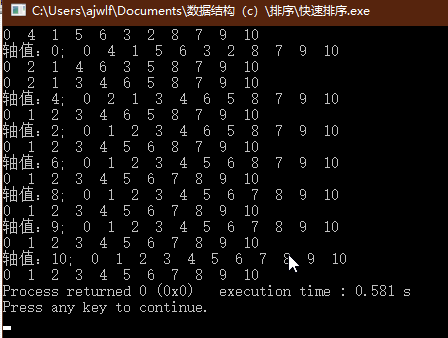 C:\Users\ajwlf\Documents\数据结构（c）\排序\快速排序.exe
0 4 1 5 6 3 2 8 7 9 10
轴值：0； 0 4 1 5 6 3 2 8 7 9 10
0 2 1 4 6 3 5 8 7 9 10
0 2 1 3 4 6 5 8 7 9 10
轴值：4； 0 2 1 3 4 6 5 8 7 9 10
0 1 2 3 4 6 5 8 7 9 10
轴值：2； 0 1 2 3 4 6 5 8 7 9 10
0 1 2 3 4 5 6 8 7 9 10
轴值：6； 0 1 2 3 4 5 6 8 7 9 10
0 1 2 3 4 5 6 7 8 9 10
轴值：8； 0 1 2 3 4 5 6 7 8 9 10
0 1 2 3 4 5 6 7 8 9 10
轴值：9； 0 1 2 3 4 5 6 7 8 9 10
0 1 2 3 4 5 6 7 8 9 10
轴值：10； 0 1 2 3 4 5 6 7 8 9 10
0 1 2 3 4 5 6 7 8 9 10
Process returned 0 (0x0)   execution time : 0.581 s
Press any key to continue.